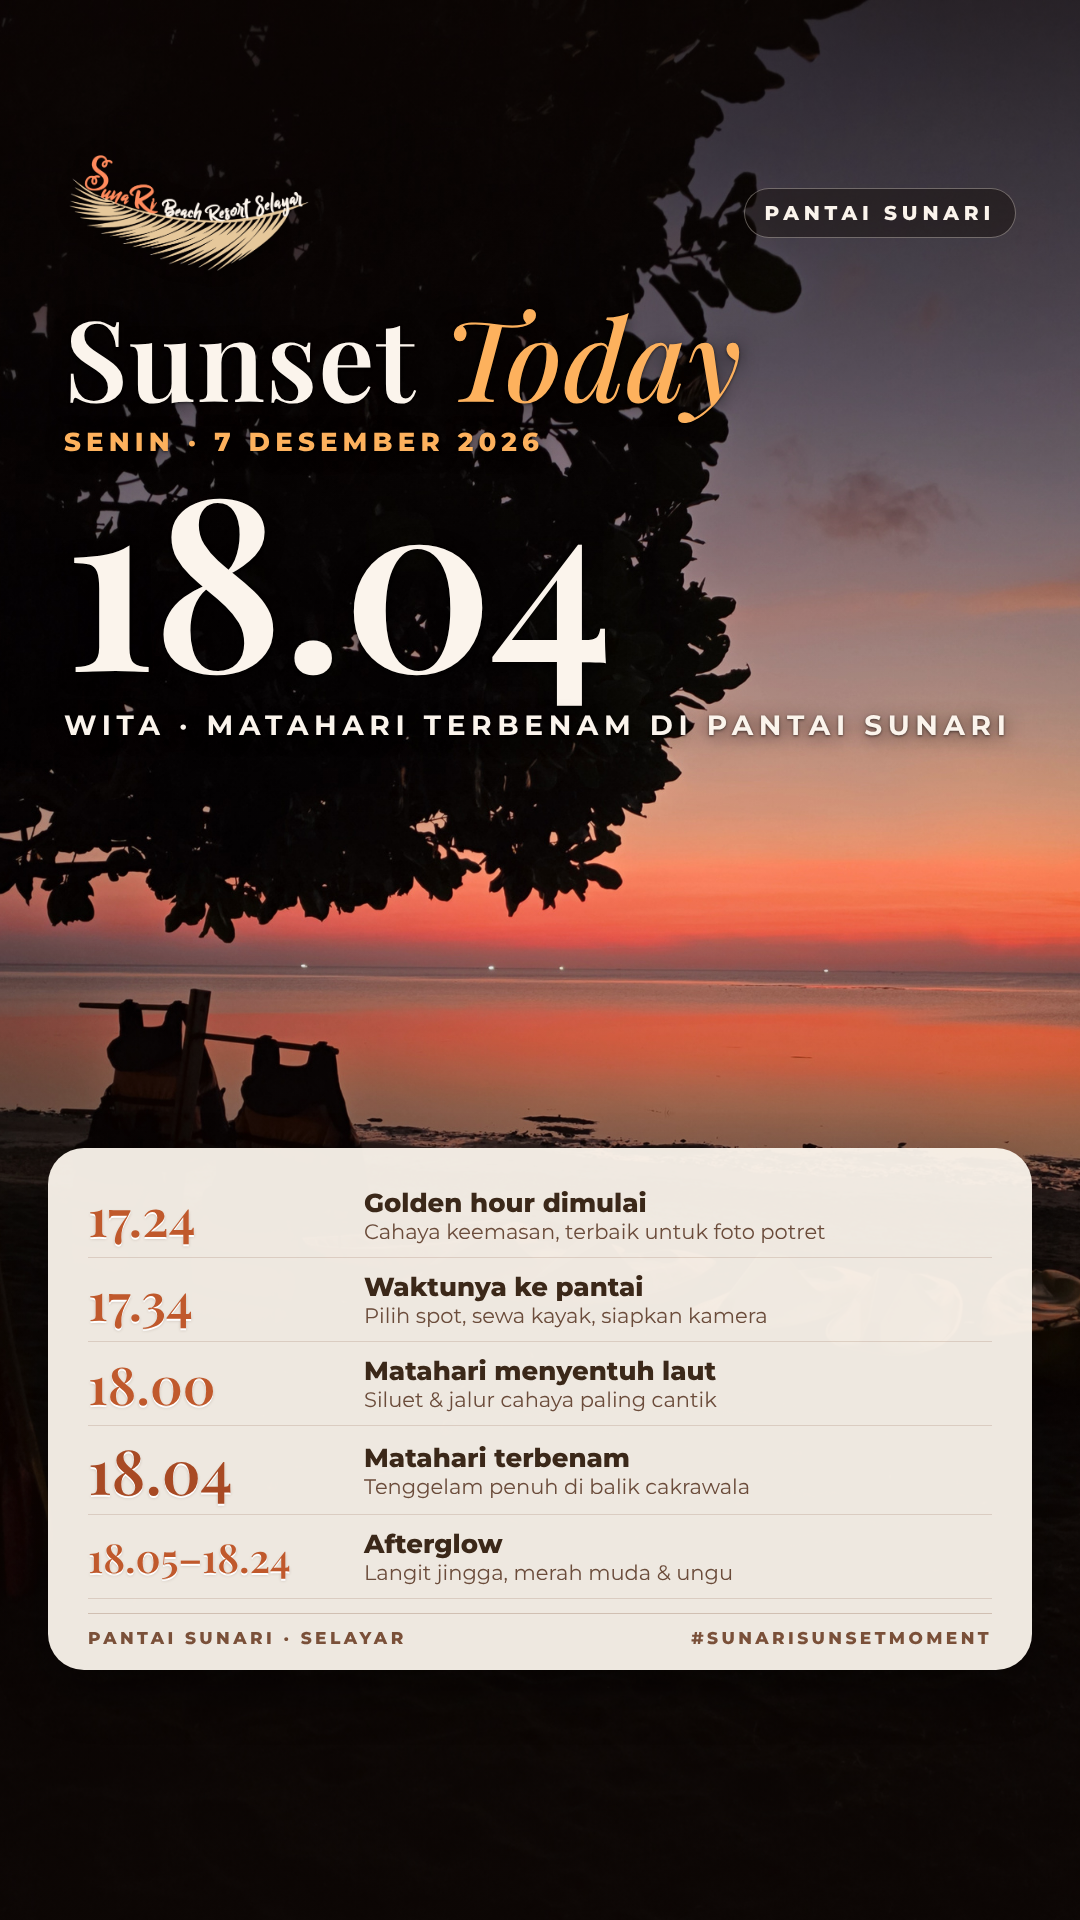 SunaRi Beach Resort Selayar
PANTAI SUNARI
Sunset Today
SENIN · 7 DESEMBER 2026
18.04
WITA · MATAHARI TERBENAM DI PANTAI SUNARI
17.24
Golden hour dimulai
Cahaya keemasan, terbaik untuk foto potret
17.34
Waktunya ke pantai
Pilih spot, sewa kayak, siapkan kamera
18.00
Matahari menyentuh laut
Siluet & jalur cahaya paling cantik
18.04
Matahari terbenam
Tenggelam penuh di balik cakrawala
18.05–18.24
Afterglow
Langit jingga, merah muda & ungu
PANTAI SUNARI · SELAYAR
#SUNARISUNSETMOMENT